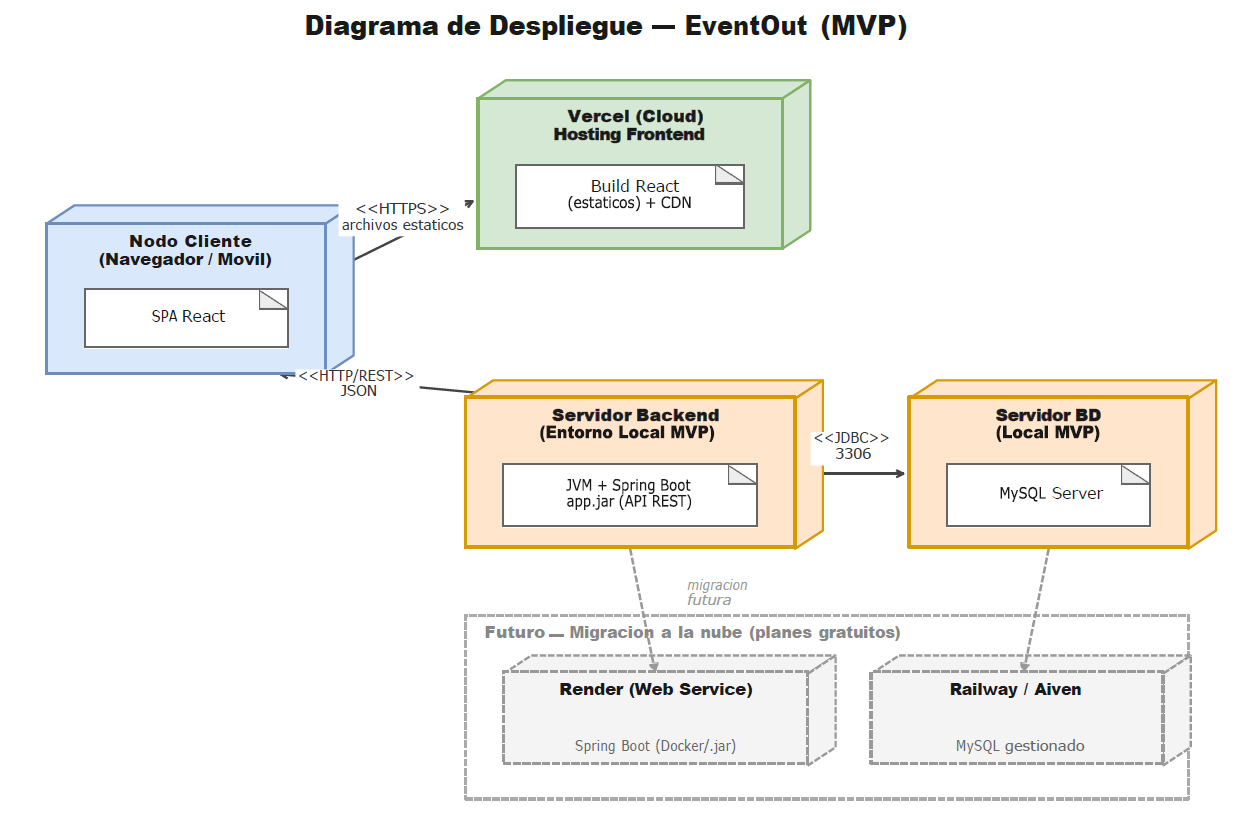 Diagrama de Despliegue — EventOut (MVP)
Vercel (Cloud)
Hosting Frontend
Build React
(estaticos) + CDN
<<HTTPS>>
archivos estaticos
Nodo Cliente
(Navegador / Movil)
SPA React
<<HTTP/REST>>
JSON
Servidor Backend
(Entorno Local MVP)
JVM + Spring Boot
app.jar (API REST)
<<JDBC>>
3306
Servidor BD
(Local MVP)
MySQL Server
migracion
futura
Futuro — Migracion a la nube (planes gratuitos)
Render (Web Service)
Spring Boot (Docker/.jar)
Railway / Aiven
MySQL gestionado